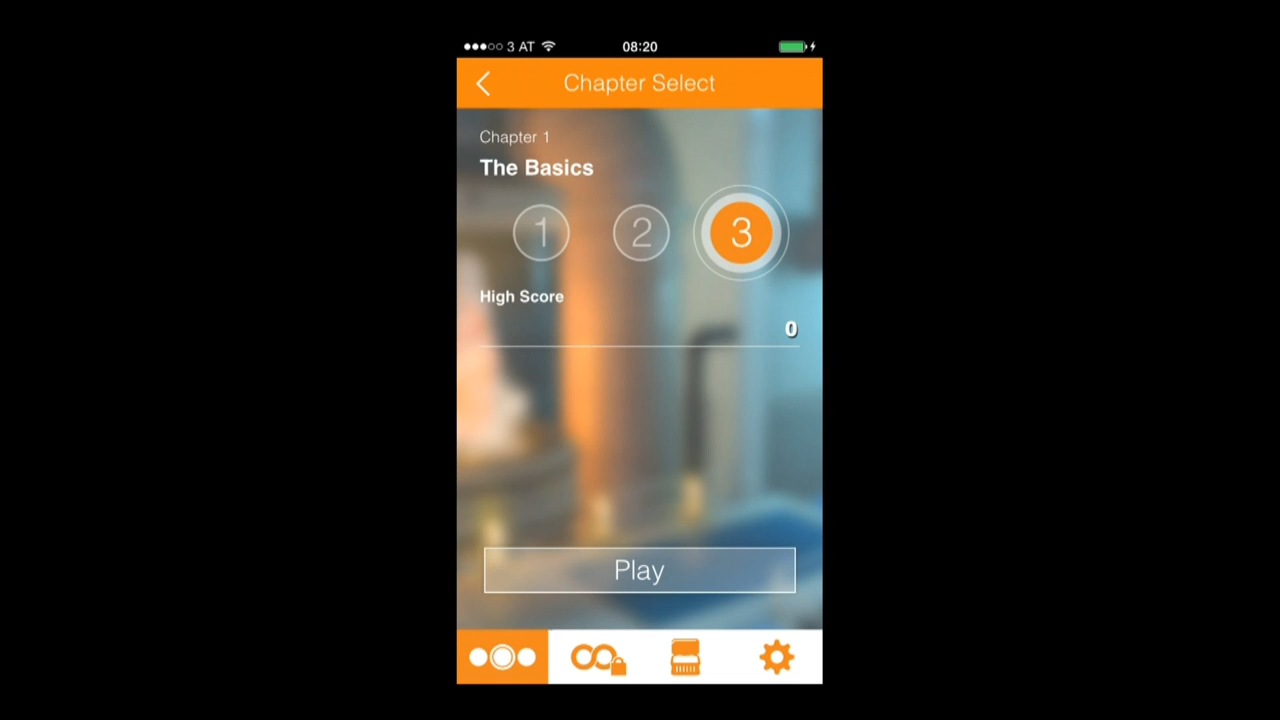 3 AT 08:20
Chapter Select
Chapter 1
The Basics
1 2 3
High Score
0
Play